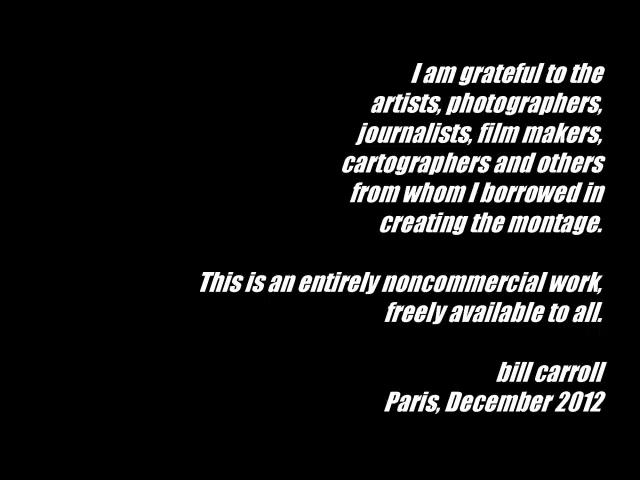 I am grateful to the
artists, photographers,
journalists, film makers,
cartographers and others
from whom I borrowed in
creating the montage.
This is an entirely noncommercial work,
freely available to all.
bill carroll
Paris, December 2012